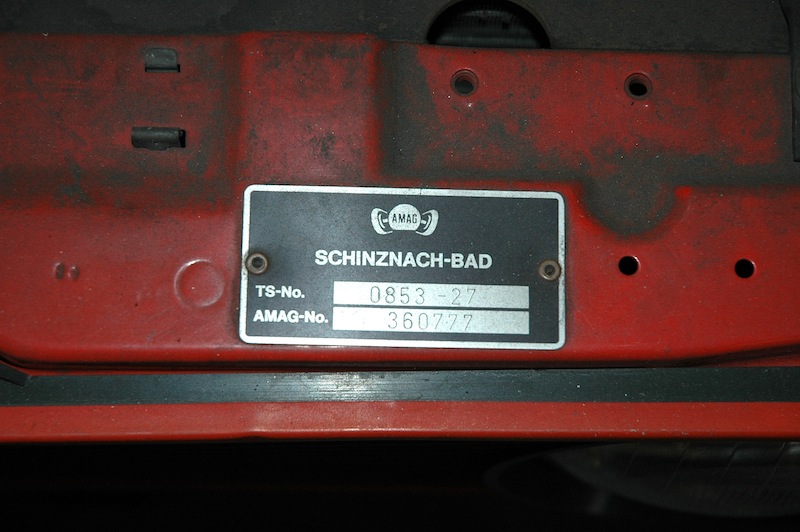 AMAG
SCHINZNACH-BAD
TS-No. 0853-27
AMAG-No. 360777